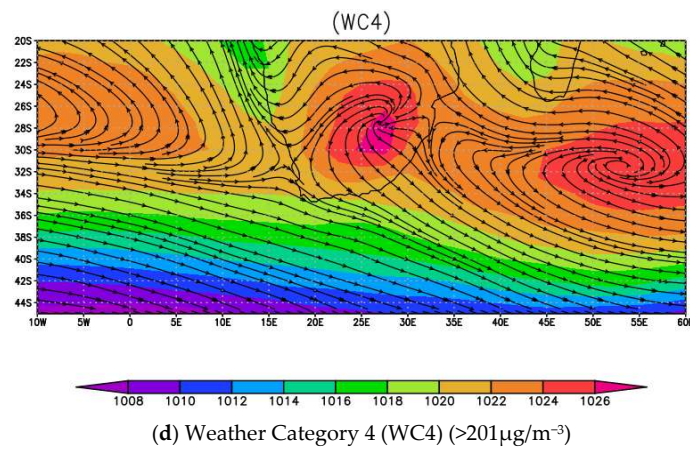 (WC4)
20S
22S
24S
26S
28S
30S
32S
34S
36S
38S
40S
42S
44S
10W 5W 0 5E 10E 15E 20E 25E 30E 35E 40E 45E 50E 55E 60E
1008 1010 1012 1014 1016 1018 1020 1022 1024 1026
(d) Weather Category 4 (WC4) (>201μg/m⁻³)